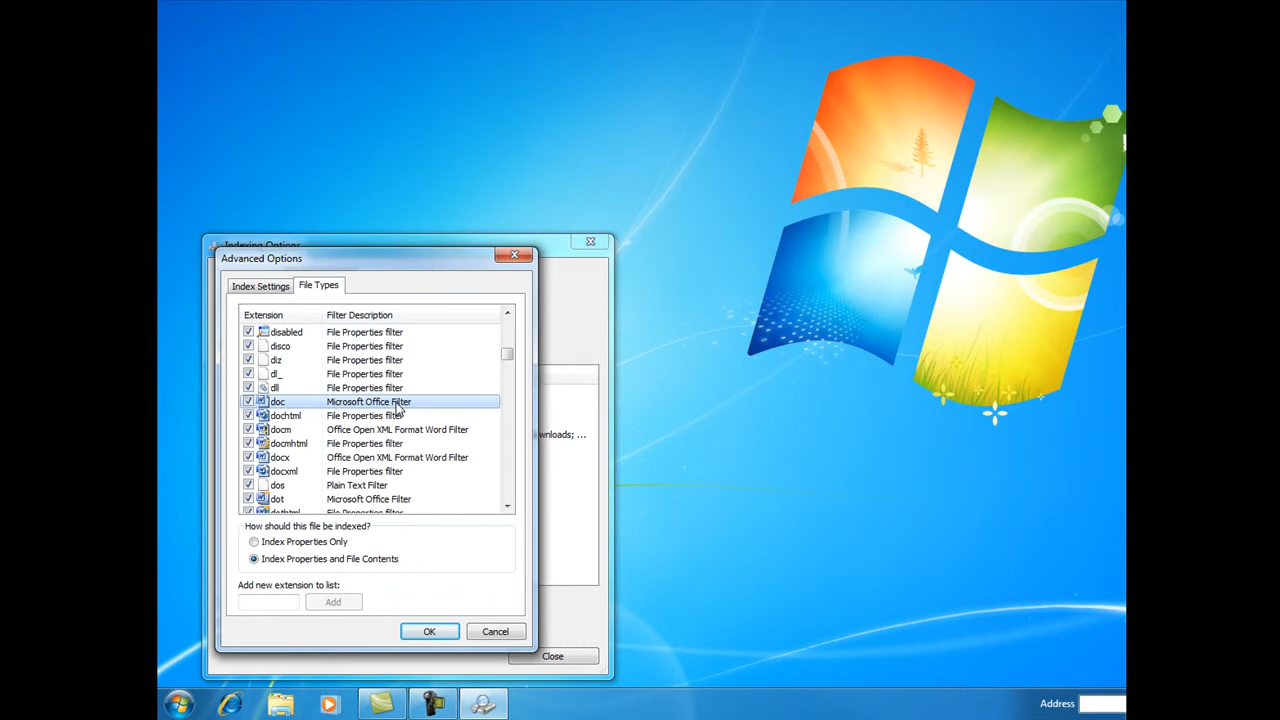 Indexing Options
Advanced Options
Index Settings File Types
Extension Filter Description
disabled File Properties filter
disco File Properties filter
diz File Properties filter
dl_ File Properties filter
dll File Properties filter
doc Microsoft Office Filter
dochtml File Properties filter
docm Office Open XML Format Word Filter
docmhtml File Properties filter
docx Office Open XML Format Word Filter
docxml File Properties filter
dos Plain Text Filter
dot Microsoft Office Filter
dothtml File Properties filter
wnloads; ...
How should this file be indexed?
Index Properties Only
Index Properties and File Contents
Add new extension to list:
Add
OK Cancel
Close
Address